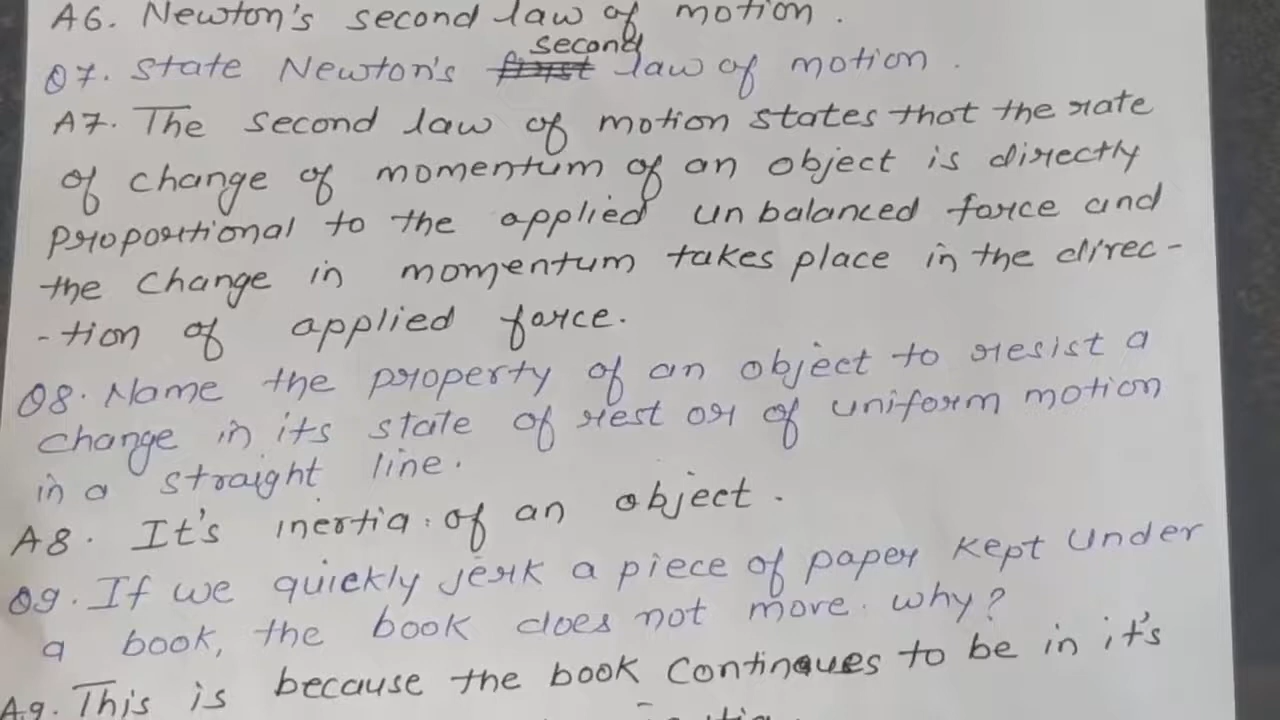 A6. Newton's second law of motion.
Q7. State Newton's first second law of motion.
A7. The second law of motion states that the rate
of change of momentum of an object is directly
proportional to the applied unbalanced force and
the change in momentum takes place in the direc-
-tion of applied force.
Q8. Name the property of an object to resist a
change in its state of rest or of uniform motion
in a straight line.
A8. It's inertia of an object.
Q9. If we quickly jerk a piece of paper kept under
a book, the book does not more. why?
A9. This is because the book continues to be in it's